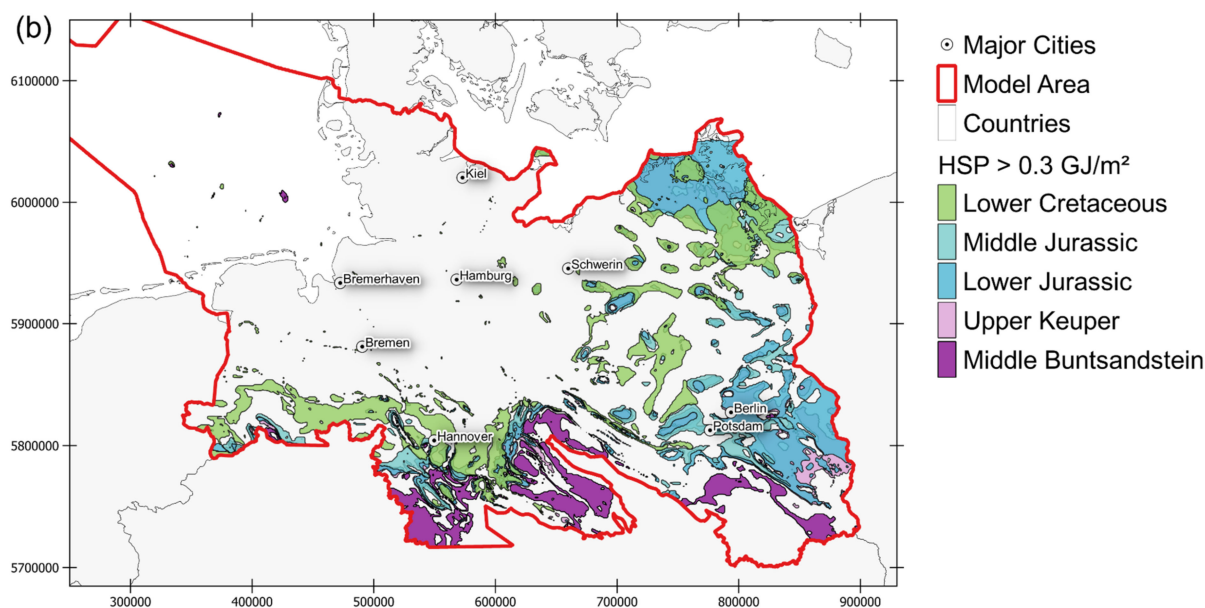 (b)
6100000
6000000
5900000
5800000
5700000
300000
400000
500000
600000
700000
800000
900000
Kiel
Schwerin
Bremerhaven
Hamburg
Bremen
Berlin
Potsdam
Hannover
Major Cities
Model Area
Countries
HSP > 0.3 GJ/m²
Lower Cretaceous
Middle Jurassic
Lower Jurassic
Upper Keuper
Middle Buntsandstein